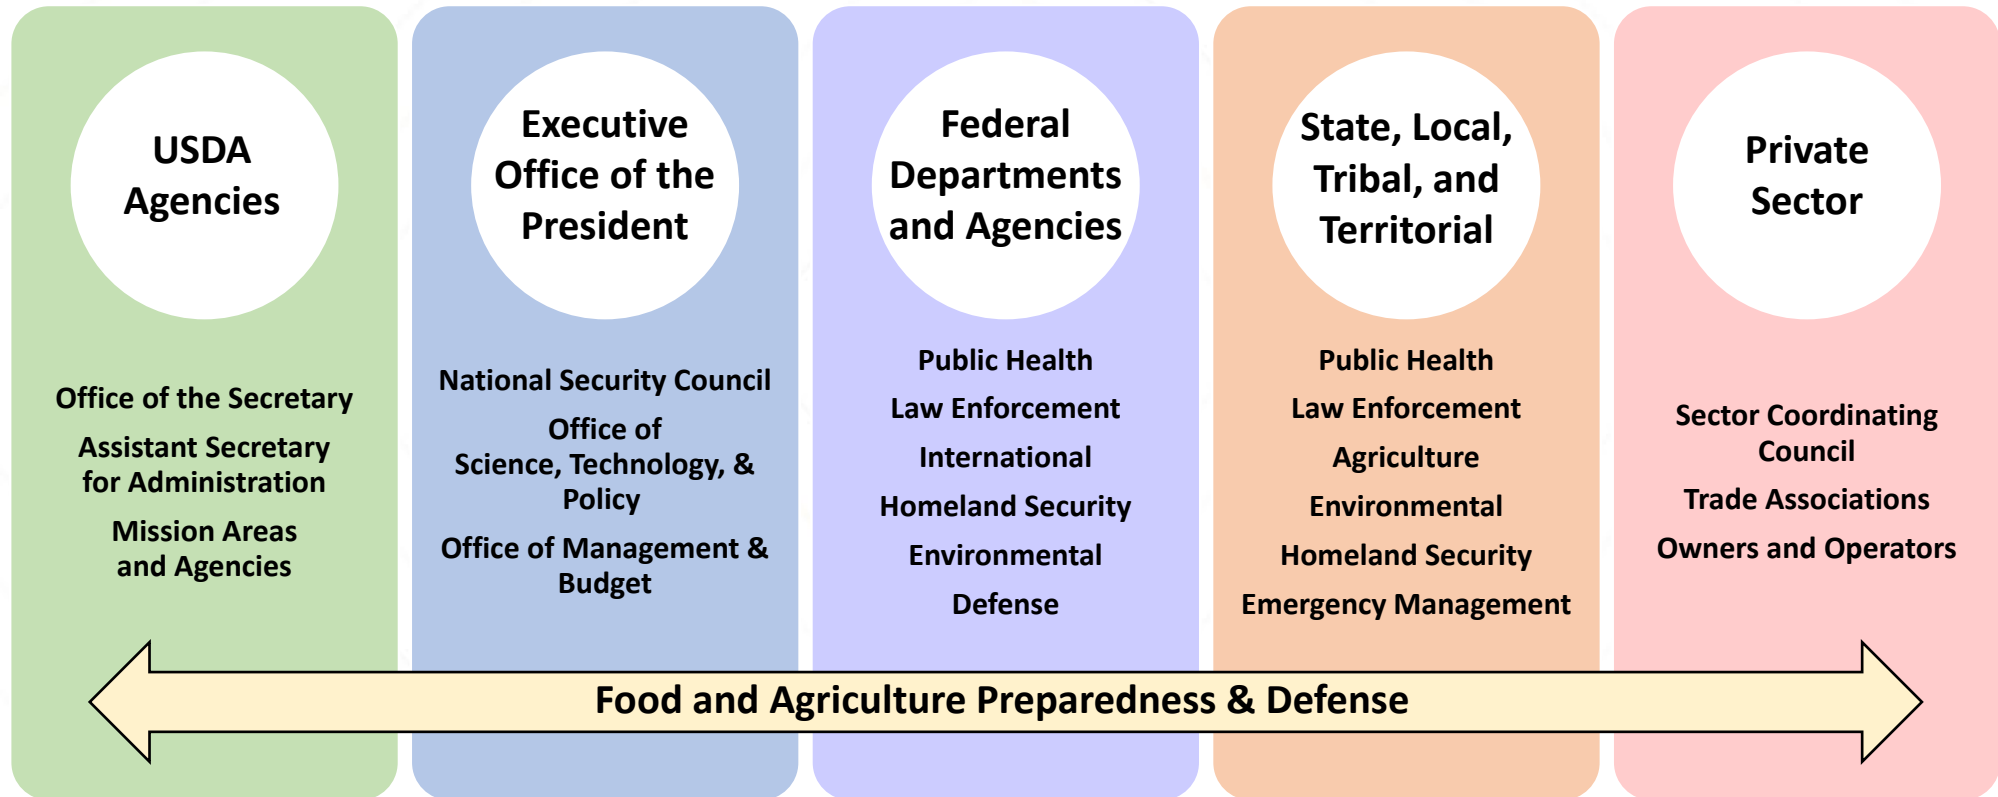 USDA
Agencies
Office of the Secretary
Assistant Secretary
for Administration
Mission Areas
and Agencies
Executive
Office of the
President
National Security Council
Office of
Science, Technology, &
Policy
Office of Management &
Budget
Federal
Departments
and Agencies
Public Health
Law Enforcement
International
Homeland Security
Environmental
Defense
State, Local,
Tribal, and
Territorial
Public Health
Law Enforcement
Agriculture
Environmental
Homeland Security
Emergency Management
Private
Sector
Sector Coordinating
Council
Trade Associations
Owners and Operators
Food and Agriculture Preparedness & Defense